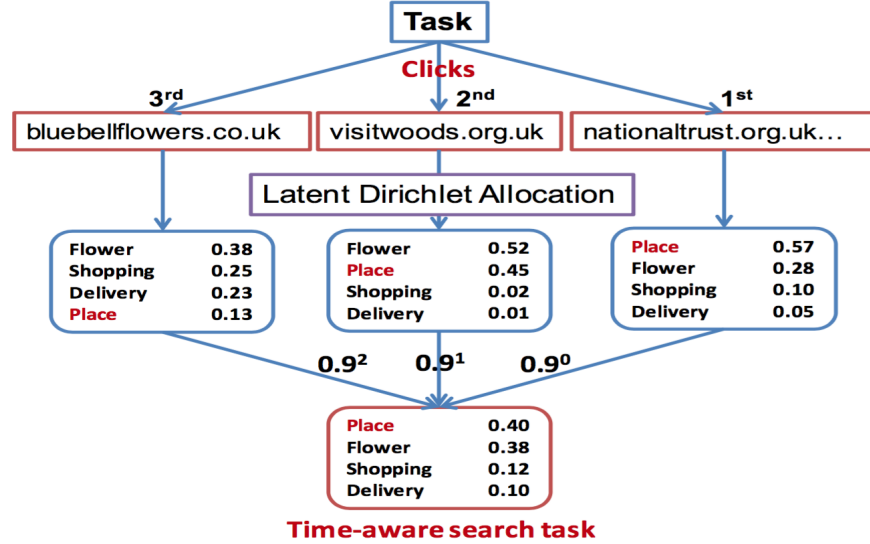 Task
Clicks
3rd 2nd 1st
bluebellflowers.co.uk visitwoods.org.uk nationaltrust.org.uk...
Latent Dirichlet Allocation
Flower 0.38
Shopping 0.25
Delivery 0.23
Place 0.13
Flower 0.52
Place 0.45
Shopping 0.02
Delivery 0.01
Place 0.57
Flower 0.28
Shopping 0.10
Delivery 0.05
0.9² 0.9¹ 0.9⁰
Place 0.40
Flower 0.38
Shopping 0.12
Delivery 0.10
Time-aware search task